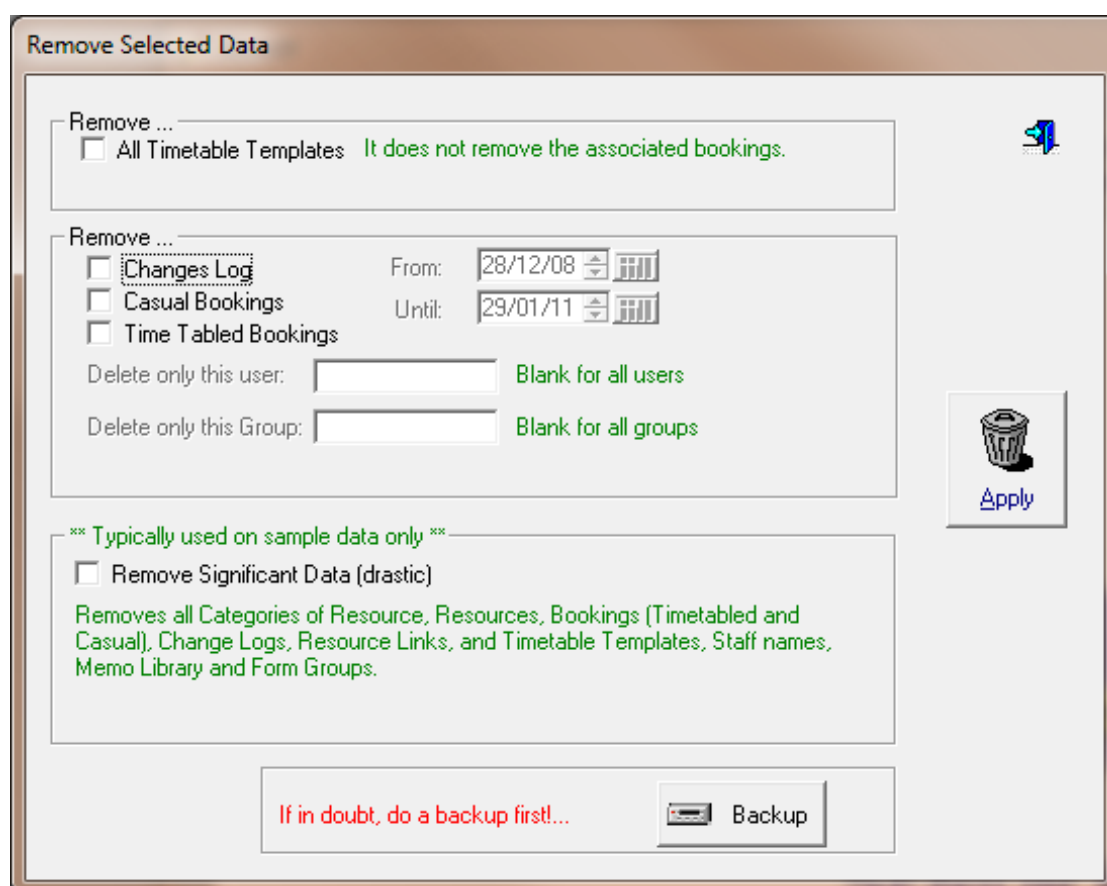 Remove Selected Data
Remove ...
All Timetable Templates It does not remove the associated bookings.
Remove ...
Changes Log From: 28/12/08
Casual Bookings Until: 29/01/11
Time Tabled Bookings
Delete only this user: Blank for all users
Delete only this Group: Blank for all groups
Apply
** Typically used on sample data only **
Remove Significant Data (drastic)
Removes all Categories of Resource, Resources, Bookings (Timetabled and
Casual), Change Logs, Resource Links, and Timetable Templates, Staff names,
Memo Library and Form Groups.
If in doubt, do a backup first!... Backup